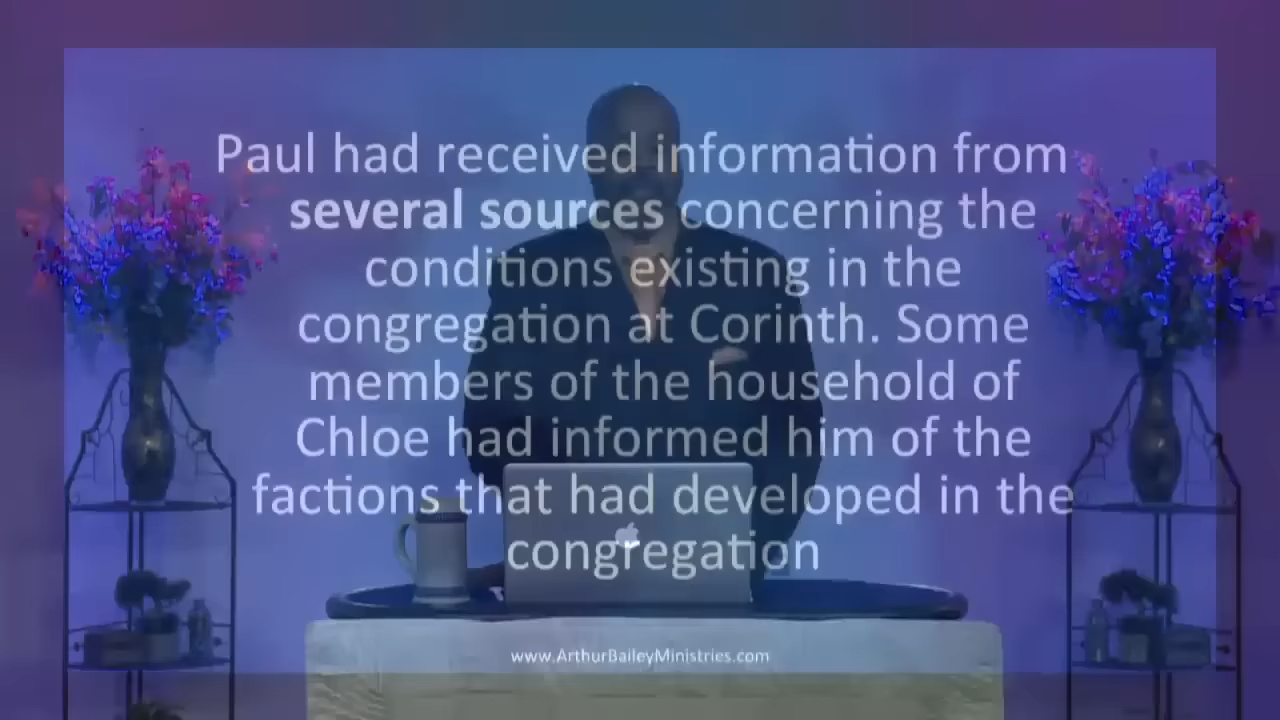 Paul had received information from
several sources concerning the
conditions existing in the
congregation at Corinth. Some
members of the household of
Chloe had informed him of the
factions that had developed in the
congregation
www.ArthurBaileyMinistries.com